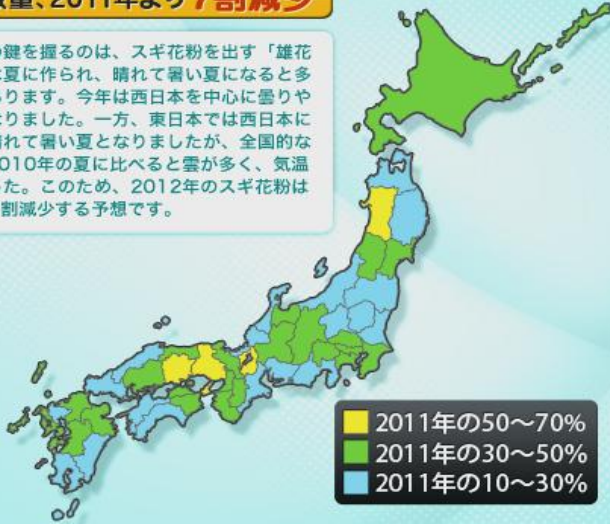 量、2011年より7割減少
鍵を握るのは、スギ花粉を出す「雄花
は夏に作られ、晴れて暑い夏になると多
ります。今年は西日本を中心に曇りや
なりました。一方、東日本では西日本に
晴れて暑い夏となりましたが、全国的な
010年の夏に比べると雲が多く、気温
った。このため、2012年のスギ花粉は
割減少する予想です。
2011年の50〜70%
2011年の30〜50%
2011年の10〜30%